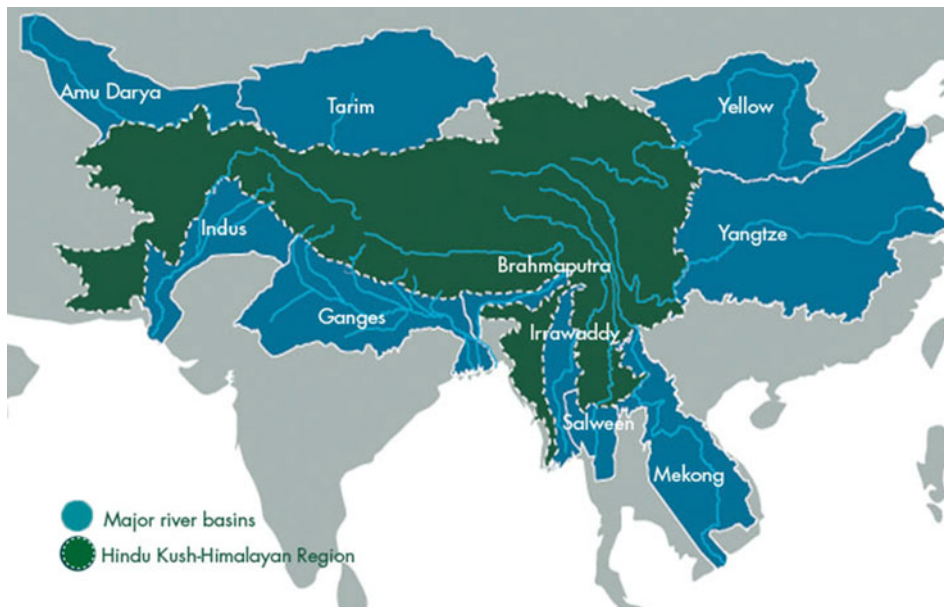 Amu Darya
Tarim
Yellow
Indus
Yangtze
Brahmaputra
Ganges
Irrawaddy
Salween
Mekong
Major river basins
Hindu Kush-Himalayan Region